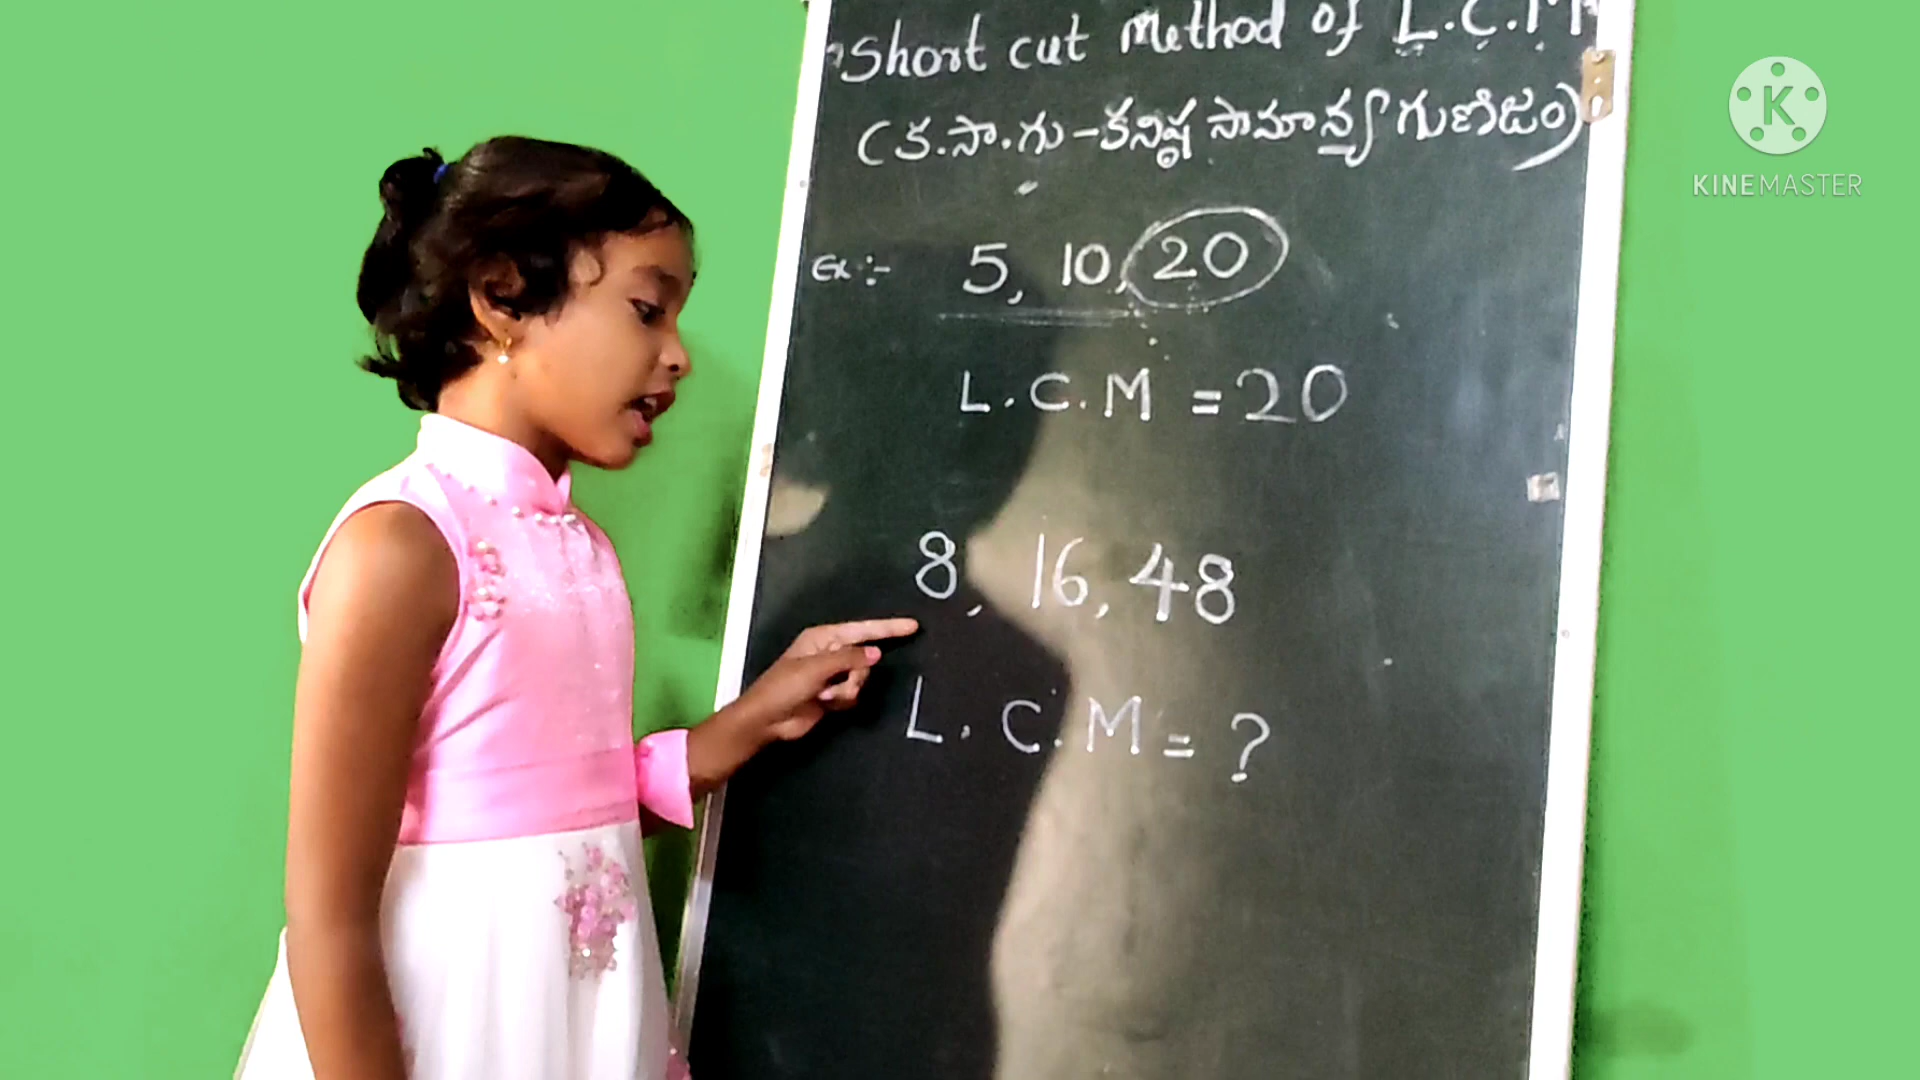 Short cut Method of L.C.M
(క.సా.గు-కనిష్ఠ సామాన్య గుణిజం)
Ex :- 5, 10, 20
L.C.M = 20
8, 16, 48
L.C.M = ?
K
KINEMASTER